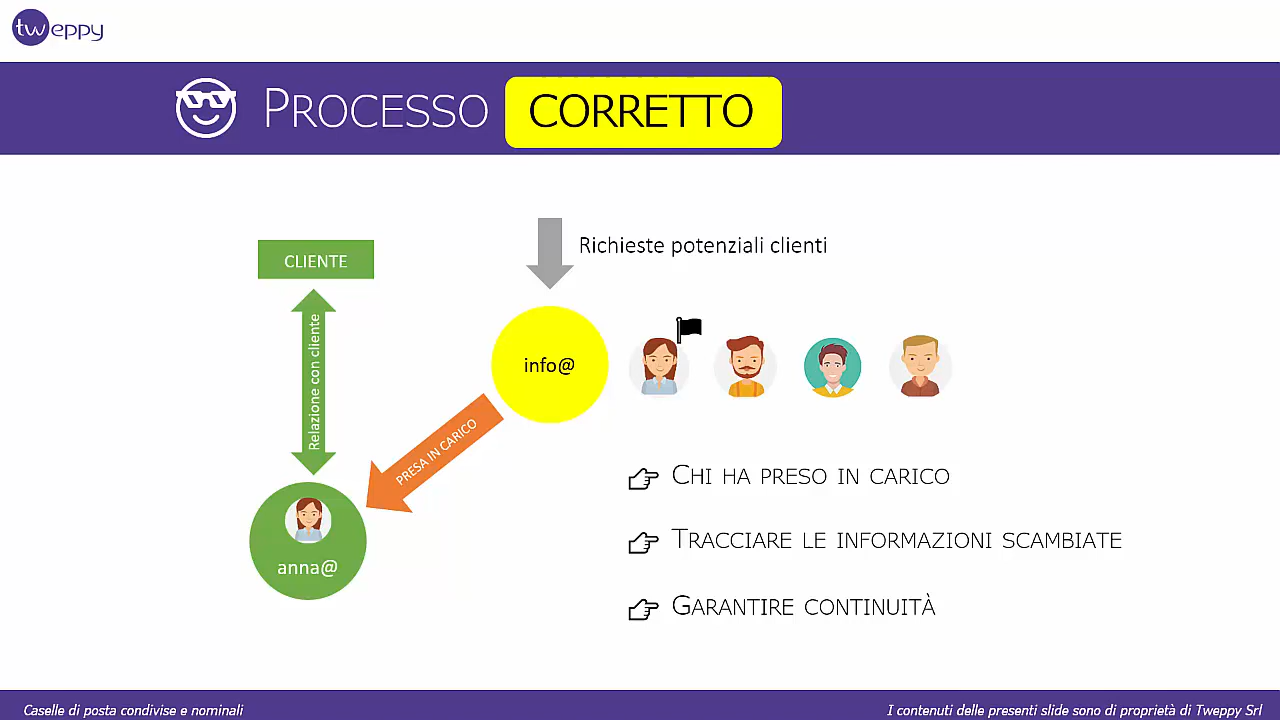 tweppy
PROCESSO CORRETTO
Richieste potenziali clienti
CLIENTE
Relazione con cliente
info@
PRESA IN CARICO
anna@
CHI HA PRESO IN CARICO
TRACCIARE LE INFORMAZIONI SCAMBIATE
GARANTIRE CONTINUITÀ
Caselle di posta condivise e nominali
I contenuti delle presenti slide sono di proprietà di Tweppy Srl